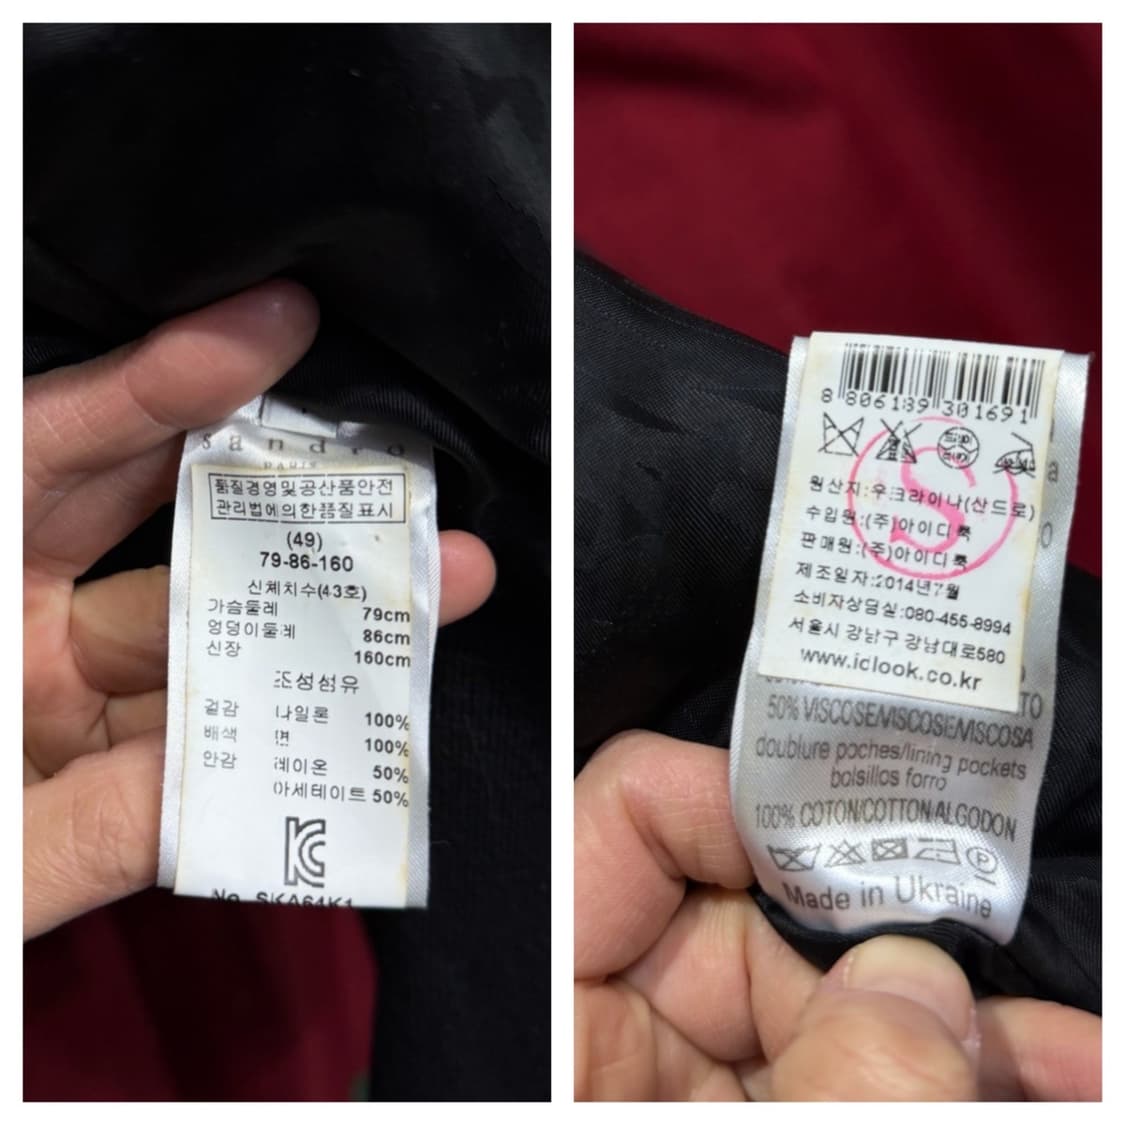 sandro
PARIS
품질경영및공산품안전
관리법에의한품질표시
(49)
79-86-160
신체치수(43호)
가슴둘레 79cm
엉덩이둘레 86cm
신장 160cm
조성섬유
겉감 나일론 100%
배색 면 100%
안감 레이온 50%
아세테이트 50%
No. SKA64K1
8 806189 301691
원산지:우크라이나(산드로)
수입원:(주)아이디룩
판매원:(주)아이디룩
제조일자:2014년7월
소비자상담실:080-455-8994
서울시 강남구 강남대로580
www.iclook.co.kr
TO
50% VISCOSE/VISCOSE/VISCOSA
doublure poches/lining pockets
bolsillos forro
100% COTON/COTTON/ALGODON
P
Made in Ukraine
S